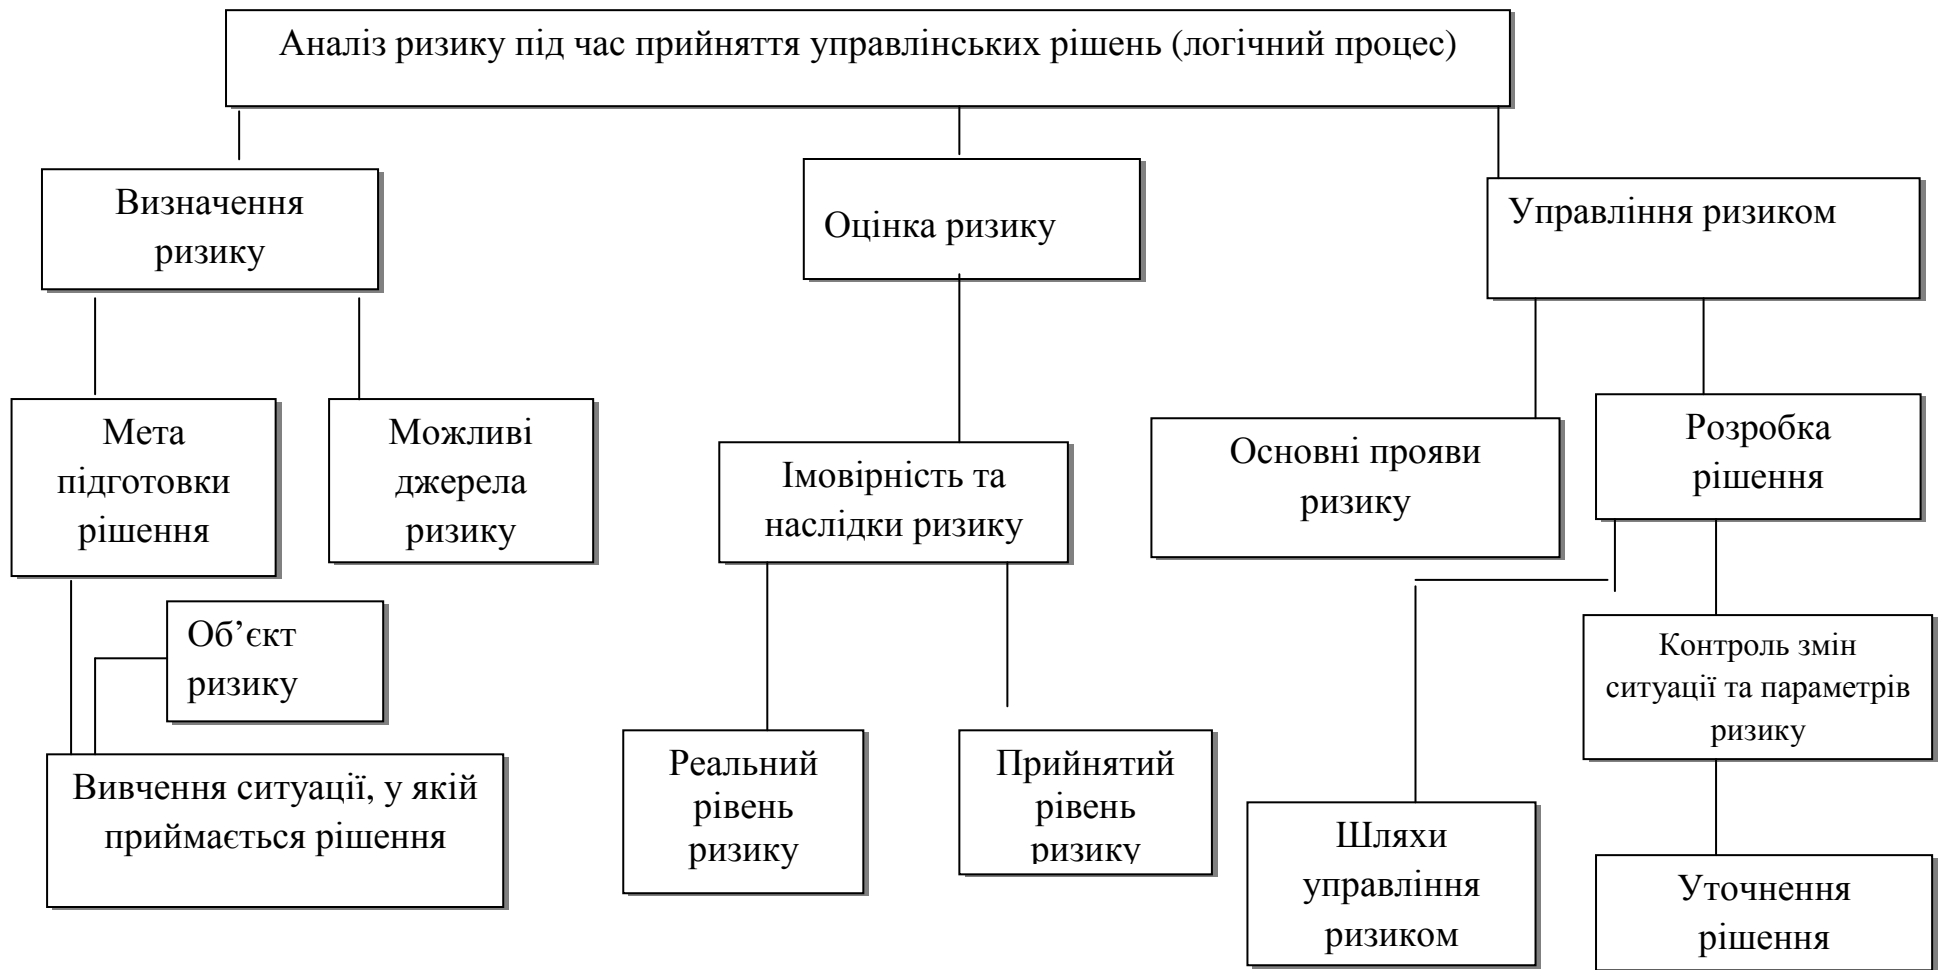 Аналіз ризику під час прийняття управлінських рішень (логічний процес)
Визначення
ризику
Оцінка ризику
Управління ризиком
Мета
підготовки
рішення
Можливі
джерела
ризику
Імовірність та
наслідки ризику
Основні прояви
ризику
Розробка
рішення
Об’єкт
ризику
Вивчення ситуації, у якій
приймається рішення
Реальний
рівень
ризику
Прийнятий
рівень
ризику
Шляхи
управління
ризиком
Контроль змін
ситуації та параметрів
ризику
Уточнення
рішення